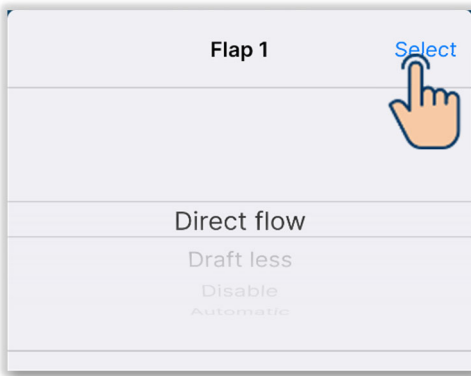 Flap 1
Select
Direct flow
Draft less
Disable
Automatic